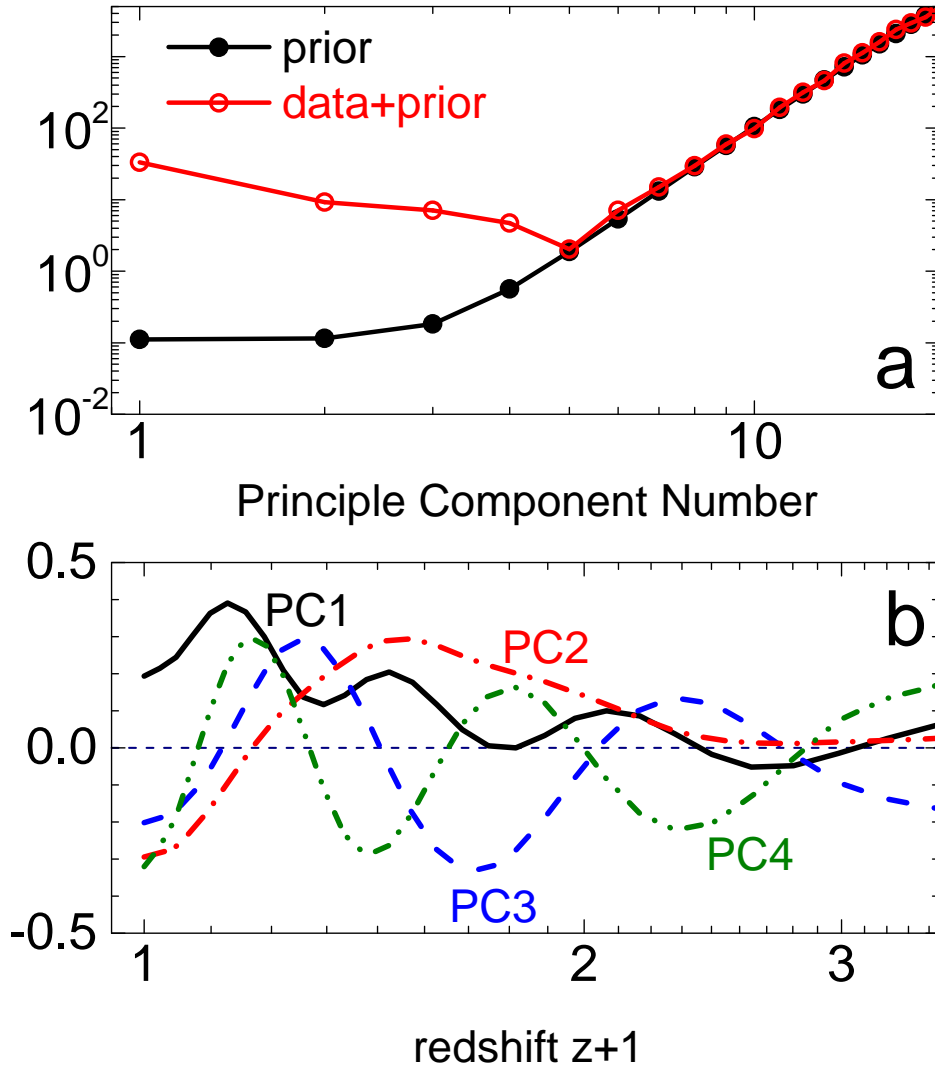 prior
data+prior
10^2
10^0
10^-2
a
1
10
Principle Component Number
0.5
0.0
-0.5
PC1
PC2
PC3
PC4
b
1
2
3
redshift z+1